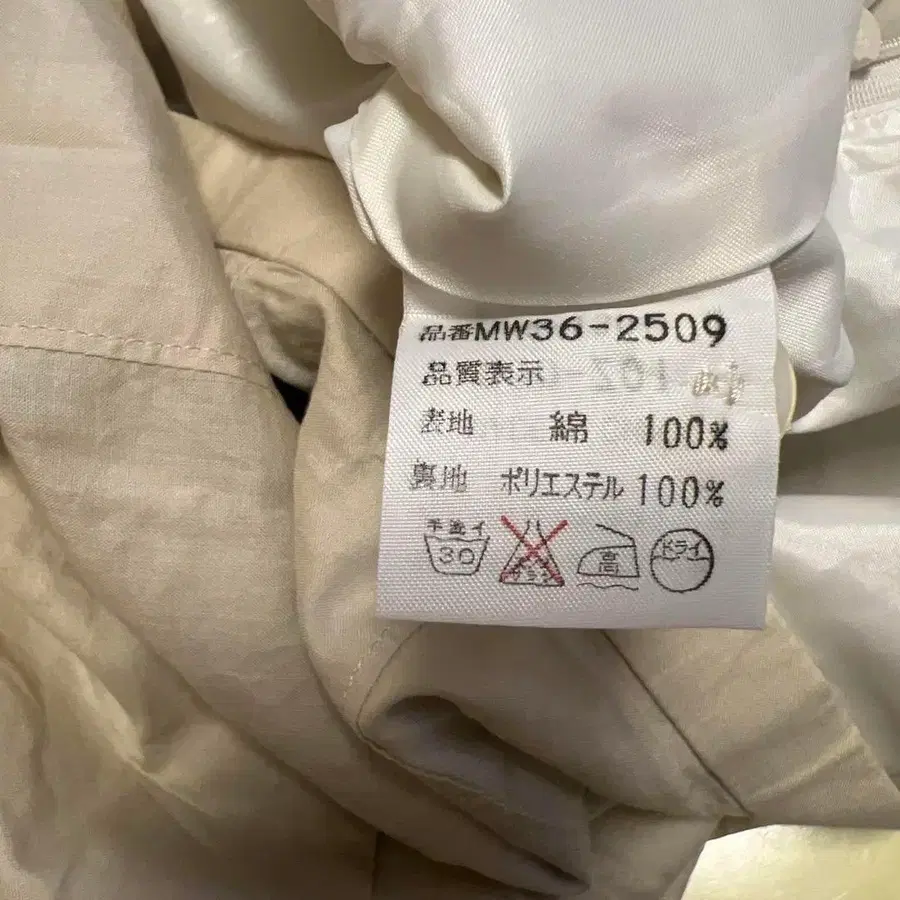 品番MW36-2509
品質表示
表地 綿 100%
裏地 ポリエステル 100%
手洗イ 30 高 ドライ